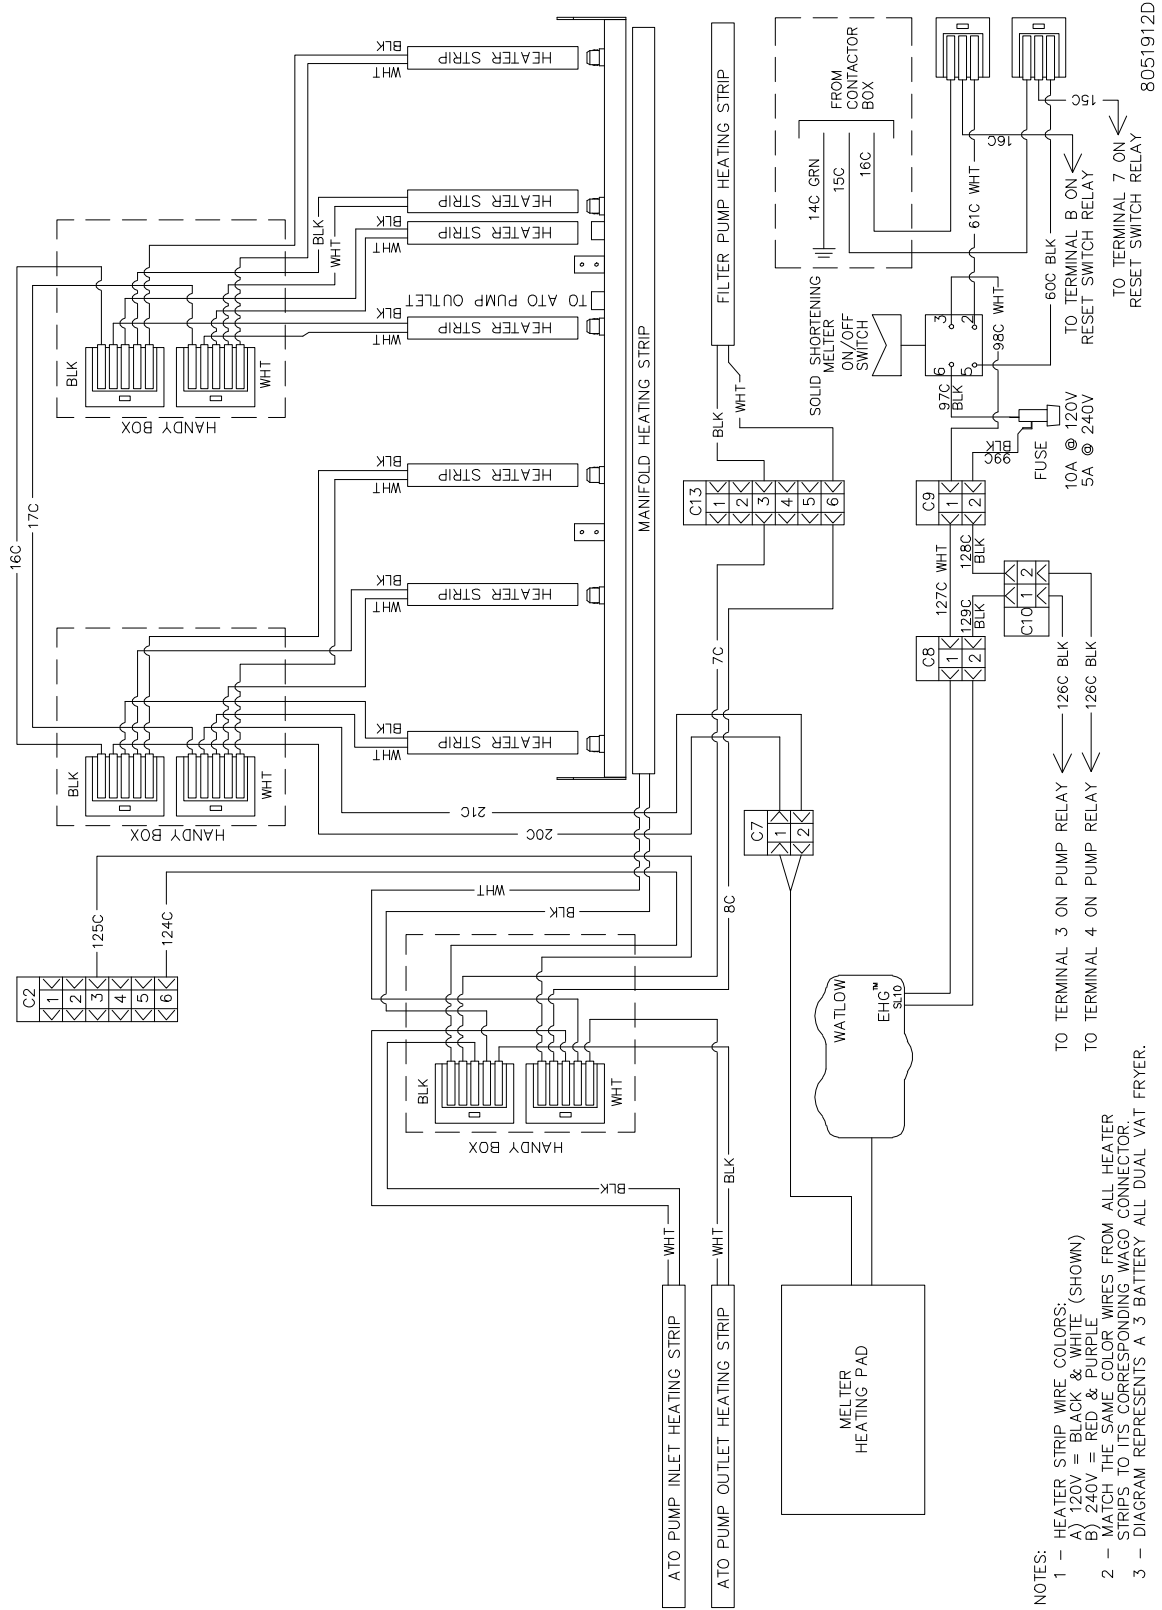 C2
1
2
3
4
5
6
125C
124C
16C
17C
HANDY BOX
BLK
WHT
HANDY BOX
BLK
WHT
HANDY BOX
BLK
WHT
BLK
WHT
HEATER STRIP
BLK
WHT
HEATER STRIP
BLK
WHT
HEATER STRIP
BLK
WHT
HEATER STRIP
BLK
WHT
HEATER STRIP
BLK
WHT
HEATER STRIP
BLK
WHT
HEATER STRIP
TO ATO PUMP OUTLET
MANIFOLD HEATING STRIP
WHT
BLK
21C
20C
7C
8C
BLK
WHT
ATO PUMP INLET HEATING STRIP
WHT
BLK
ATO PUMP OUTLET HEATING STRIP
FILTER PUMP HEATING STRIP
BLK
WHT
C13
1
2
3
4
5
6
C7
1
2
MELTER
HEATING PAD
WATLOW
EHG™
SL10
C8
1
2
127C WHT
129C
BLK
128C
BLK
C9
1
2
C10
1
2
126C BLK
TO TERMINAL 3 ON PUMP RELAY
126C BLK
TO TERMINAL 4 ON PUMP RELAY
99C
BLK
FUSE
10A @ 120V
5A @ 240V
97C
BLK
98C WHT
SOLID SHORTENING
MELTER
ON/OFF
SWITCH
6
3
5
2
61C WHT
60C BLK
FROM
CONTACTOR
BOX
14C GRN
15C
16C
16C
15C
TO TERMINAL B ON
RESET SWITCH RELAY
TO TERMINAL 7 ON
RESET SWITCH RELAY
NOTES:
1 - HEATER STRIP WIRE COLORS:
A) 120V = BLACK & WHITE (SHOWN)
B) 240V = RED & PURPLE
2 - MATCH THE SAME COLOR WIRES FROM ALL HEATER
STRIPS TO ITS CORRESPONDING WAGO CONNECTOR.
3 - DIAGRAM REPRESENTS A 3 BATTERY ALL DUAL VAT FRYER.
8051912D